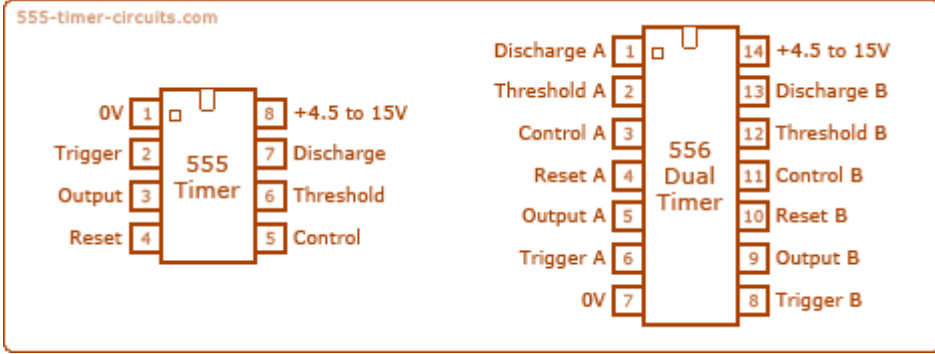 555-timer-circuits.com
0V 1 8 +4.5 to 15V
Trigger 2 7 Discharge
555
Timer
Output 3 6 Threshold
Reset 4 5 Control
Discharge A 1 14 +4.5 to 15V
Threshold A 2 13 Discharge B
Control A 3 12 Threshold B
556
Dual
Timer
Reset A 4 11 Control B
Output A 5 10 Reset B
Trigger A 6 9 Output B
0V 7 8 Trigger B